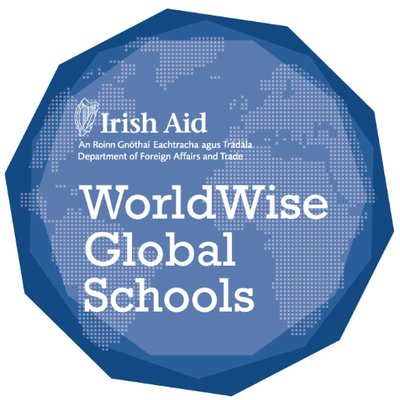 Irish Aid
An Roinn Gnóthaí Eachtracha agus Trádála
Department of Foreign Affairs and Trade
WorldWise
Global
Schools